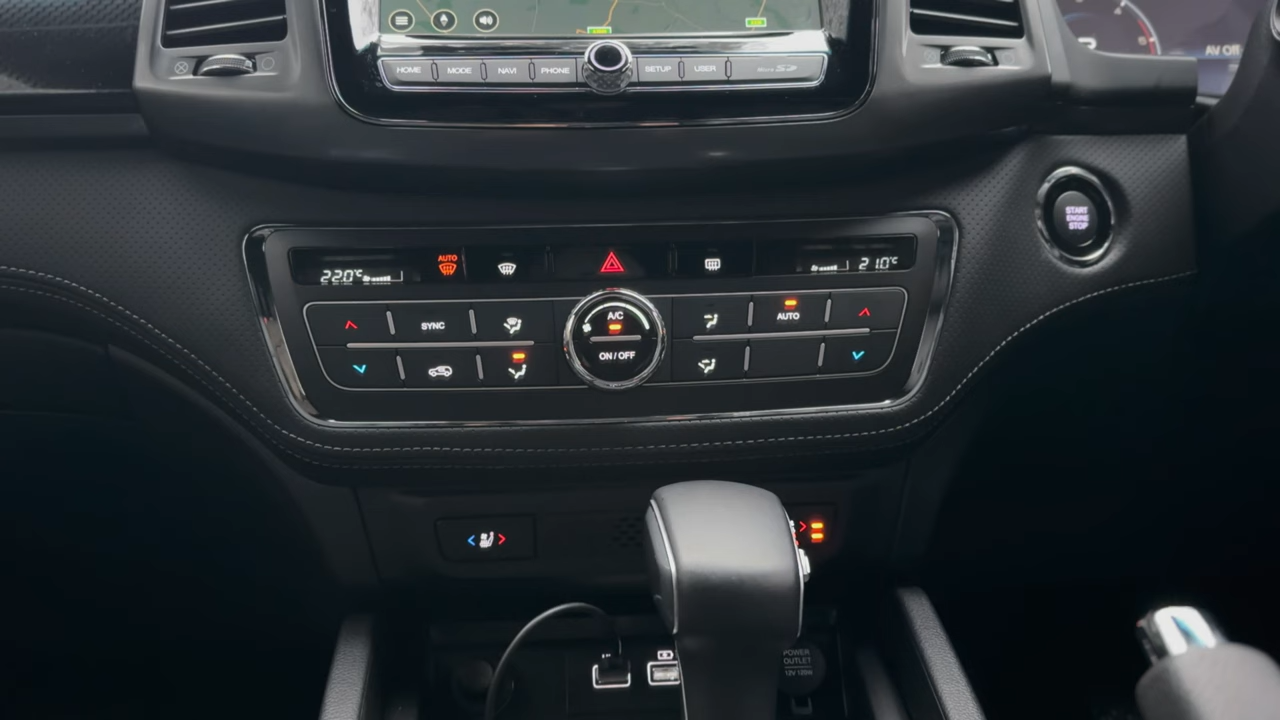 AV Off
HOME
MODE
NAVI
PHONE
SETUP
USER
START
ENGINE
STOP
AUTO
22.0°C
21.0°C
SYNC
A/C
AUTO
ON / OFF
POWER
OUTLET
12V 120W